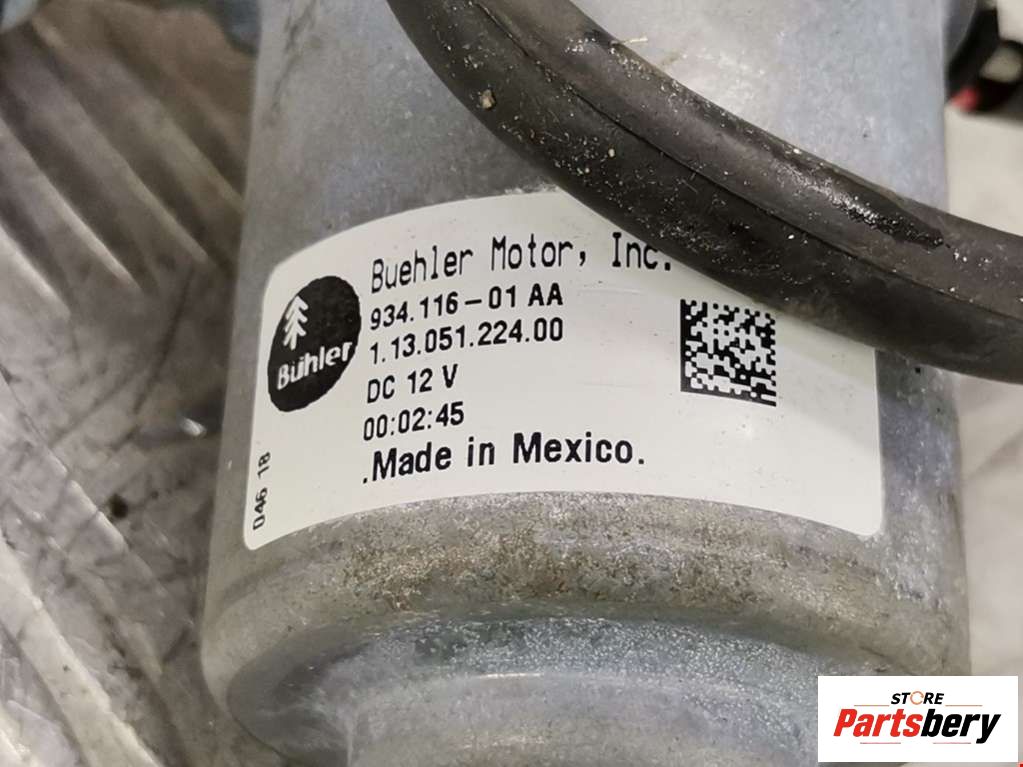 Buehler Motor, Inc.
934.116-01 AA
1.13.051.224.00
DC 12 V
00:02:45
.Made in Mexico.
Bühler
046 18
STORE
Partsbery